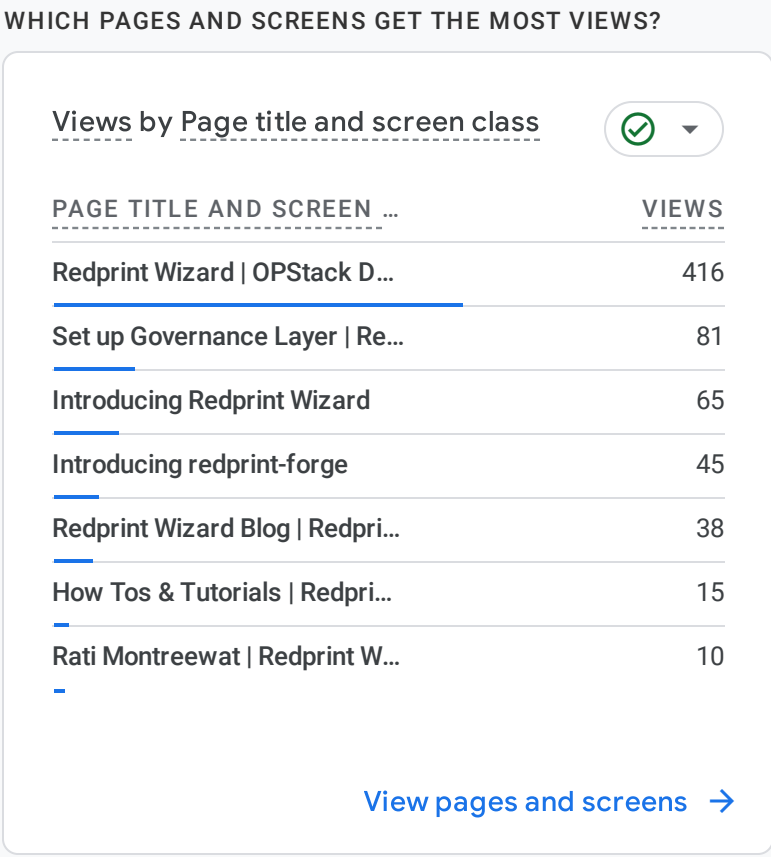 WHICH PAGES AND SCREENS GET THE MOST VIEWS?
Views by Page title and screen class
PAGE TITLE AND SCREEN … VIEWS
Redprint Wizard | OPStack D… 416
Set up Governance Layer | Re… 81
Introducing Redprint Wizard 65
Introducing redprint-forge 45
Redprint Wizard Blog | Redpri… 38
How Tos & Tutorials | Redpri… 15
Rati Montreewat | Redprint W… 10
View pages and screens